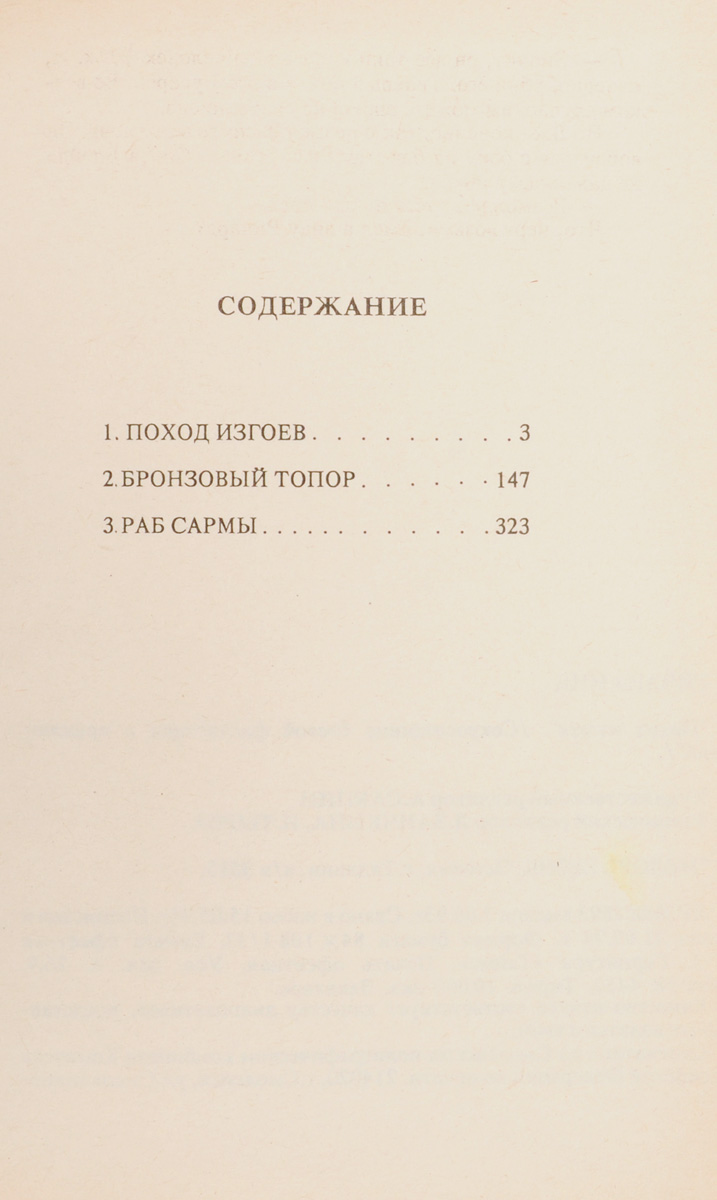 СОДЕРЖАНИЕ
1. ПОХОД ИЗГОЕВ. . . . . . . . . . 3
2. БРОНЗОВЫЙ ТОПОР. . . . . . 147
3. РАБ САРМЫ. . . . . . . . . . . . . 323